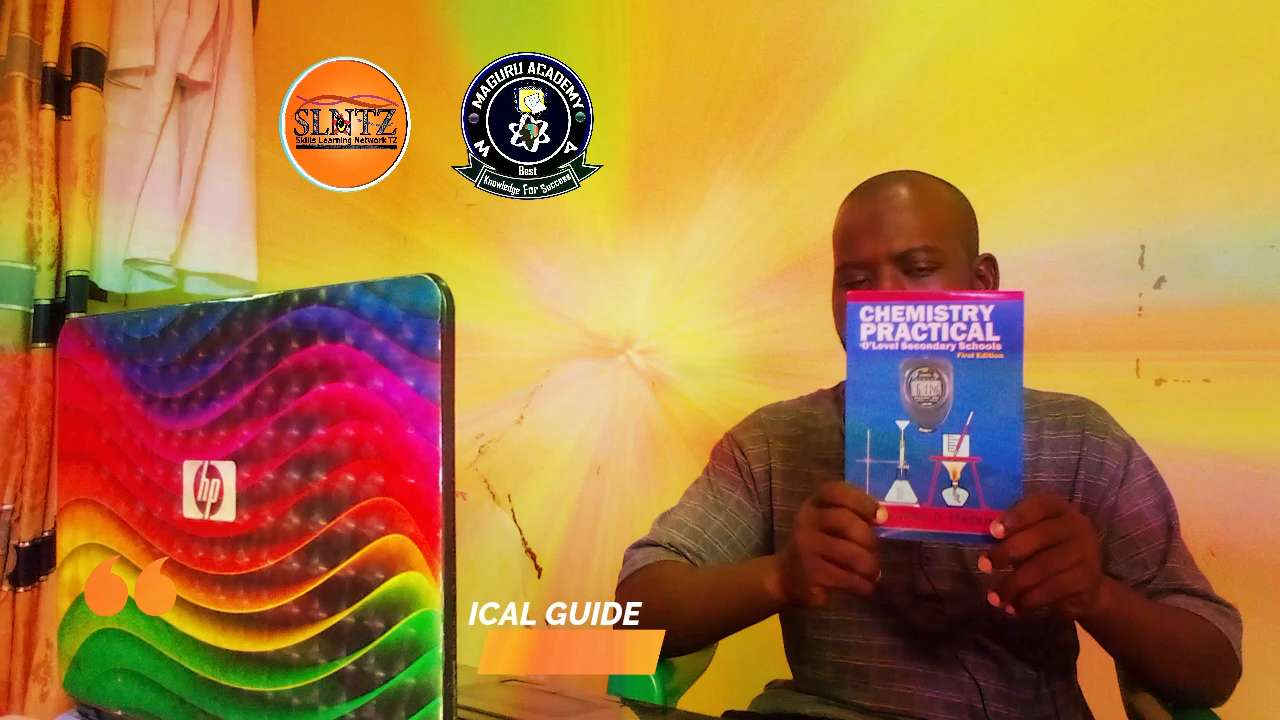 SLNTZ
Skills Learning Network TZ
MAGURU ACADEMY
M A
Best
Knowledge For Success
CHEMISTRY
PRACTICAL
'O'Level Secondary Schools
First Edition
hp
ICAL GUIDE